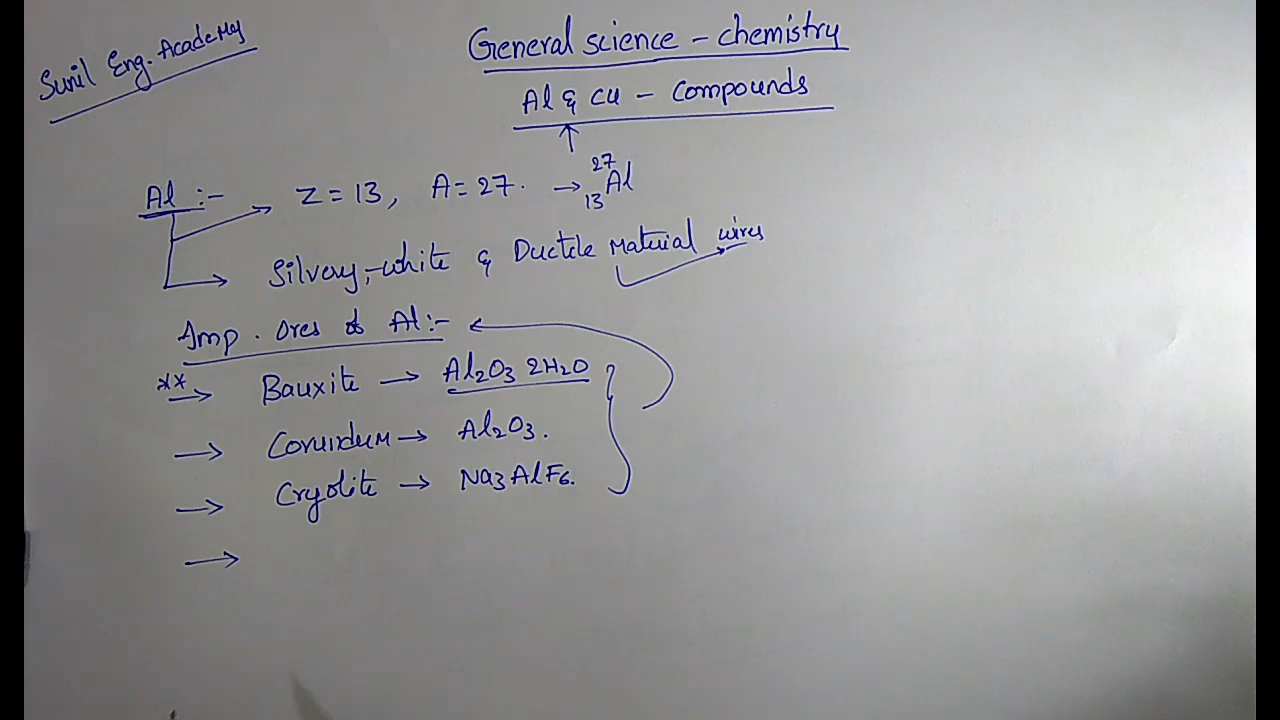 Sunil Eng. Academy
General science - chemistry
Al & Cu - Compounds
Al :- Z = 13, A = 27. → 27 13 Al
Silvery-white & Ductile Material wires
Imp. Ores of Al :-
** → Bauxite → Al2O3 2H2O
→ Corundum → Al2O3.
→ Cryolite → Na3AlF6.
→